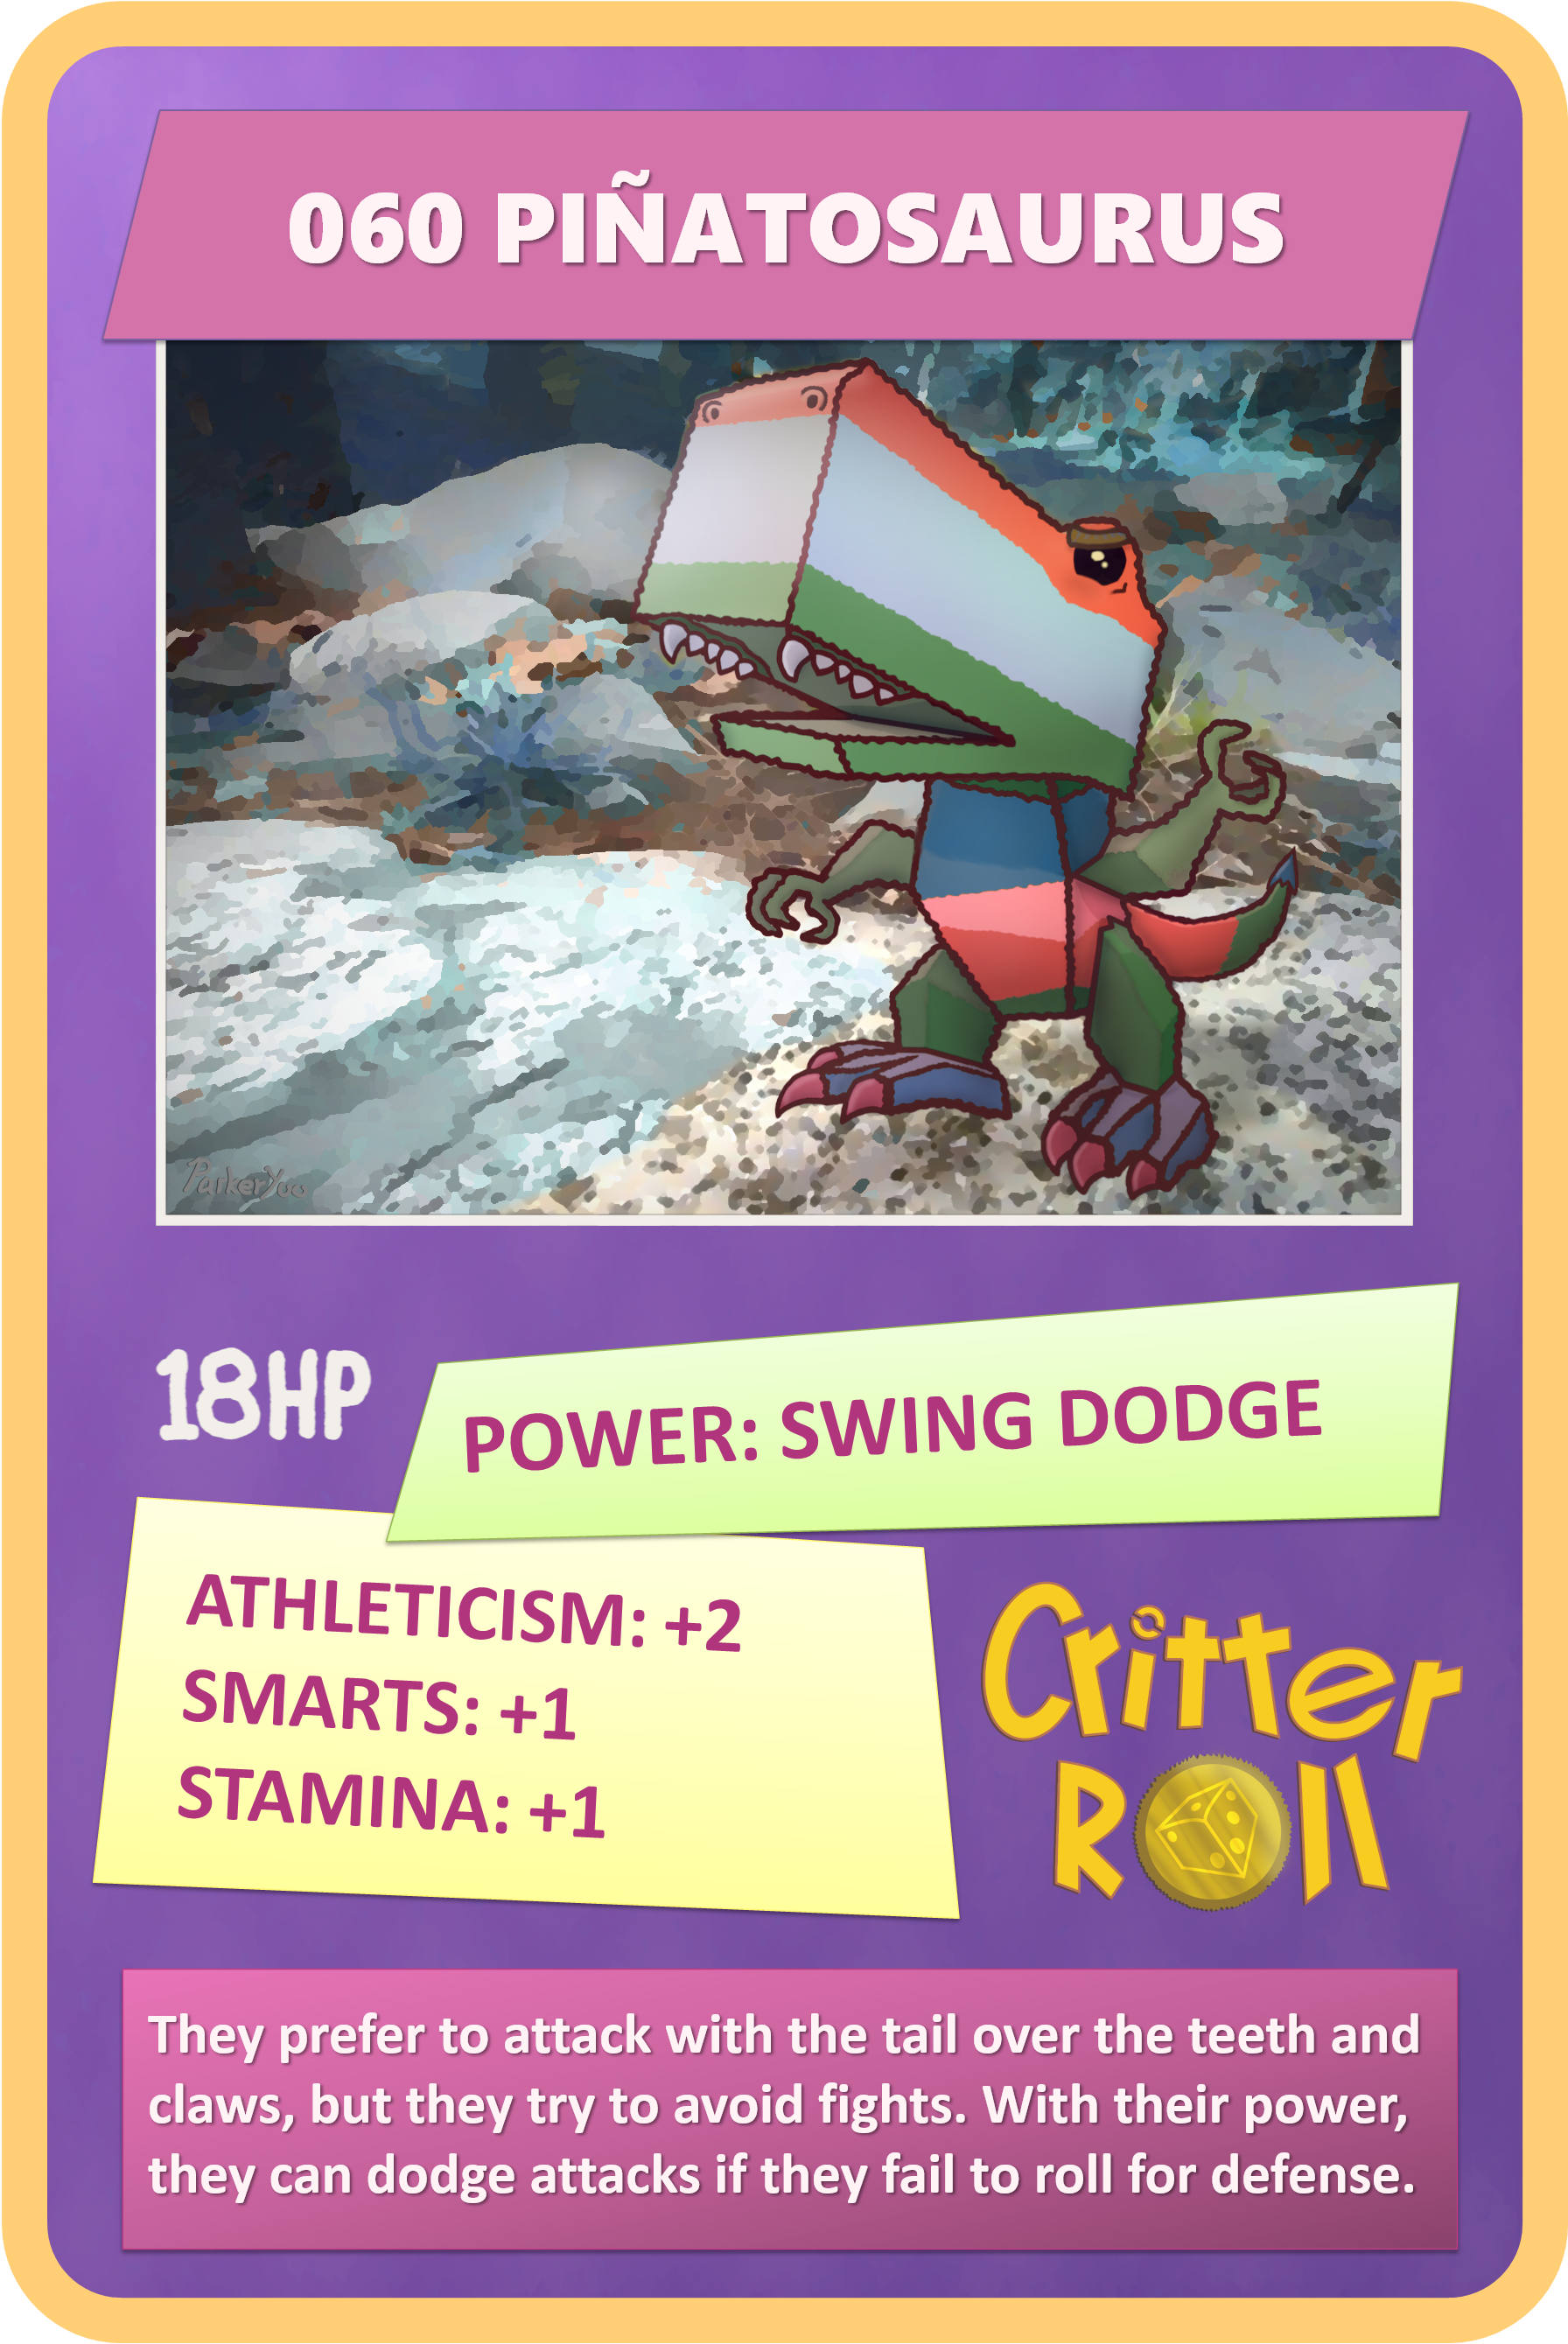 060 PIÑATOSAURUS
ParkerYoo
18HP
POWER: SWING DODGE
ATHLETICISM: +2
SMARTS: +1
STAMINA: +1
Critter
Roll
They prefer to attack with the tail over the teeth and
claws, but they try to avoid fights. With their power,
they can dodge attacks if they fail to roll for defense.